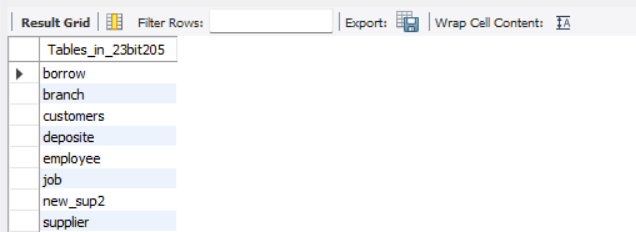 Result Grid Filter Rows: Export: Wrap Cell Content:
Tables_in_23bit205
borrow
branch
customers
deposite
employee
job
new_sup2
supplier